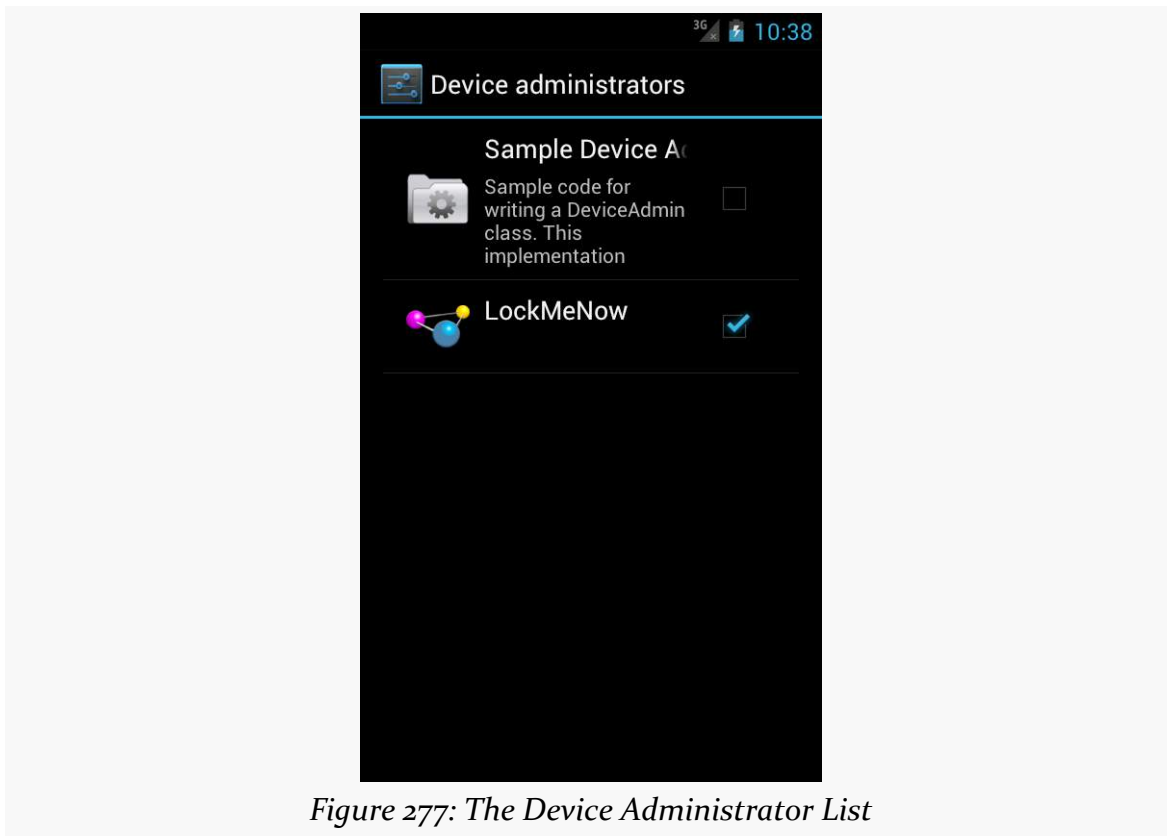 3G 10:38
Device administrators
Sample Device A
Sample code for
writing a DeviceAdmin
class. This
implementation
LockMeNow
Figure 277: The Device Administrator List